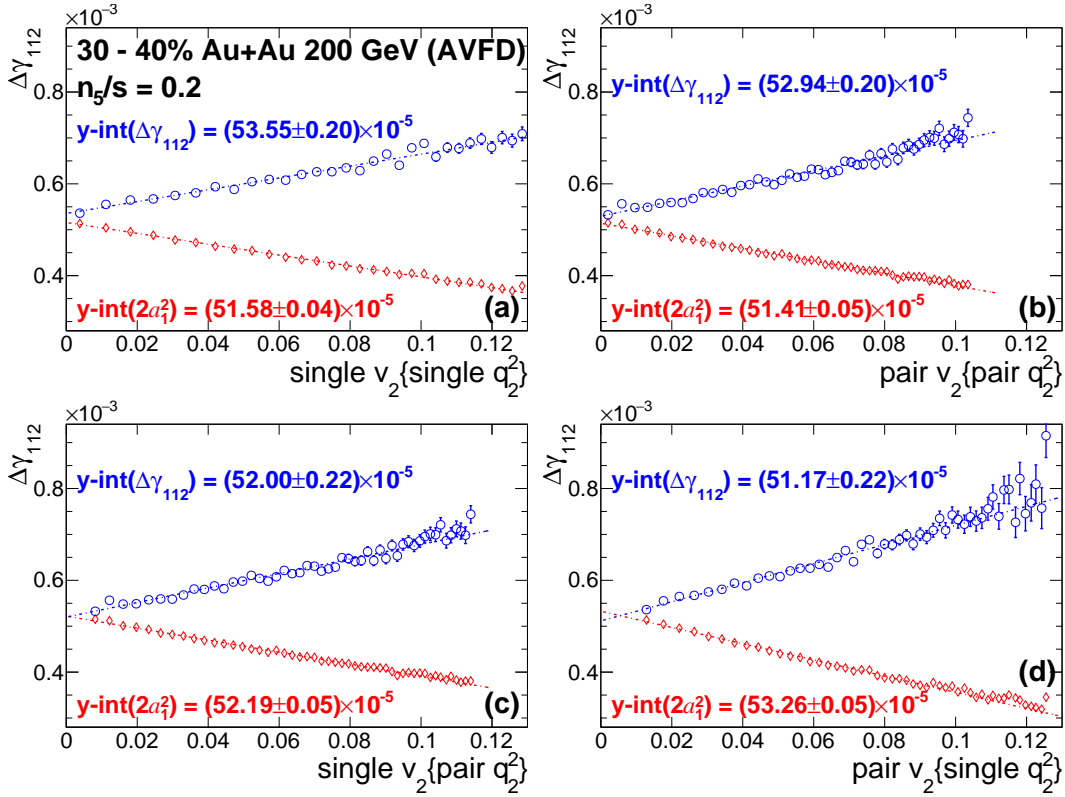 ×10⁻³
Δγ₁₁₂
30 - 40% Au+Au 200 GeV (AVFD)
n₅/s = 0.2
y-int(Δγ₁₁₂) = (53.55±0.20)×10⁻⁵
y-int(2a₁²) = (51.58±0.04)×10⁻⁵
(a)
0.8
0.6
0.4
0 0.02 0.04 0.06 0.08 0.1 0.12
single v₂{single q₂²}
×10⁻³
y-int(Δγ₁₁₂) = (52.94±0.20)×10⁻⁵
y-int(2a₁²) = (51.41±0.05)×10⁻⁵
(b)
0.8
0.6
0.4
0 0.02 0.04 0.06 0.08 0.1 0.12
pair v₂{pair q₂²}
×10⁻³
Δγ₁₁₂
y-int(Δγ₁₁₂) = (52.00±0.22)×10⁻⁵
y-int(2a₁²) = (52.19±0.05)×10⁻⁵
(c)
0.8
0.6
0.4
0 0.02 0.04 0.06 0.08 0.1 0.12
single v₂{pair q₂²}
×10⁻³
y-int(Δγ₁₁₂) = (51.17±0.22)×10⁻⁵
(d)
y-int(2a₁²) = (53.26±0.05)×10⁻⁵
0.8
0.6
0.4
0 0.02 0.04 0.06 0.08 0.1 0.12
pair v₂{single q₂²}